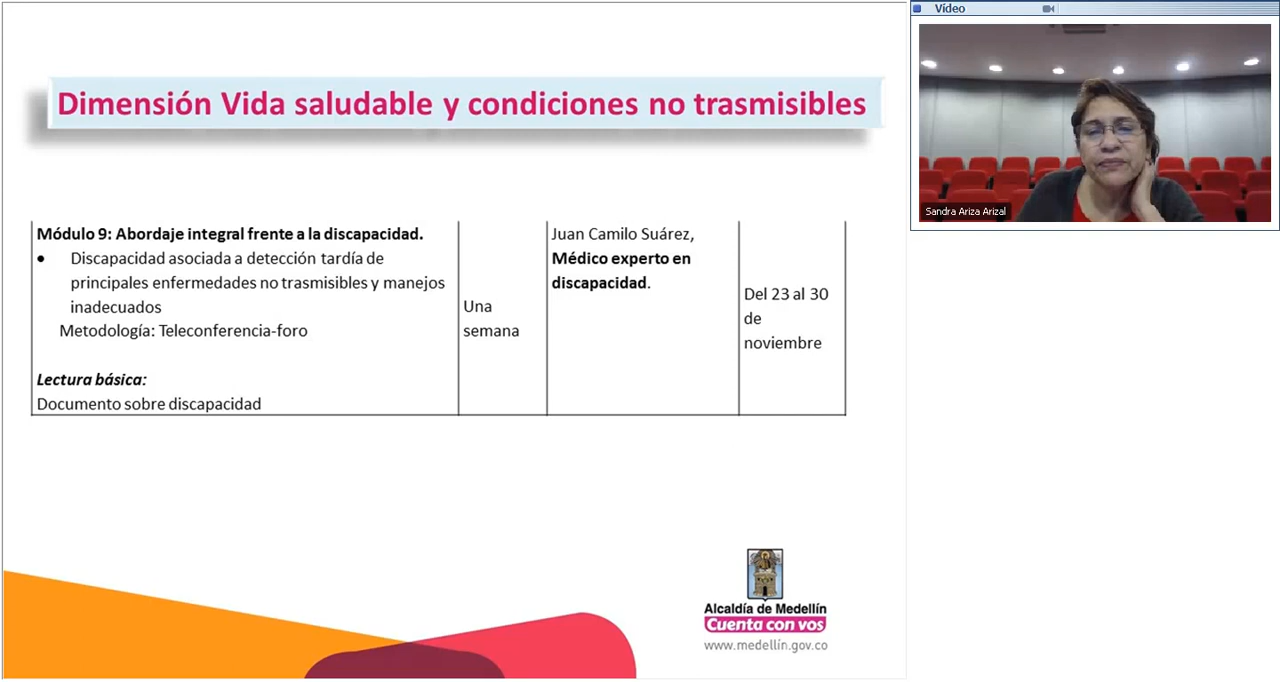 Dimensión Vida saludable y condiciones no trasmisibles
Módulo 9: Abordaje integral frente a la discapacidad.
• Discapacidad asociada a detección tardía de
principales enfermedades no trasmisibles y manejos
inadecuados
Metodología: Teleconferencia-foro
Lectura básica:
Documento sobre discapacidad
Una
semana
Juan Camilo Suárez,
Médico experto en
discapacidad.
Del 23 al 30
de
noviembre
Alcaldía de Medellín
Cuenta con vos
www.medellín.gov.co
Vídeo
Sandra Ariza Arizal